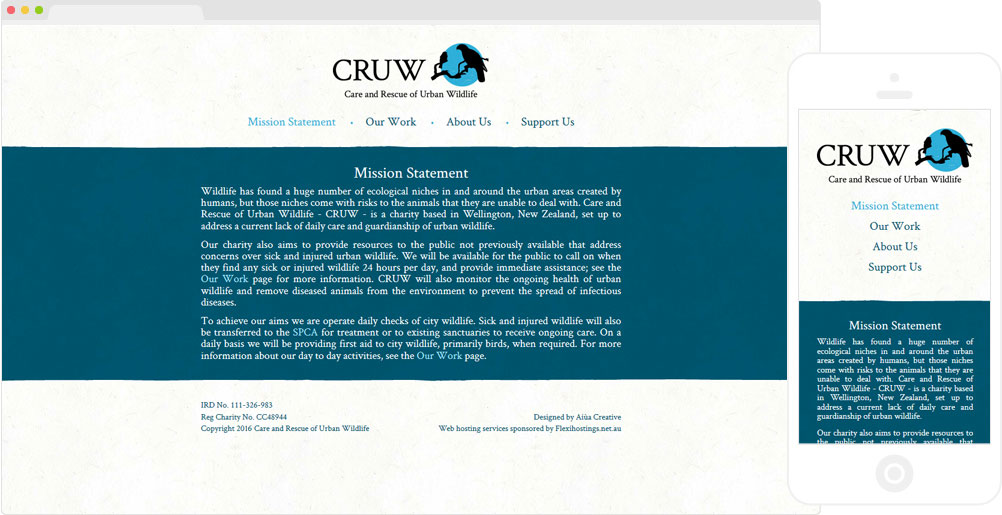 CRUW
Care and Rescue of Urban Wildlife
Mission Statement • Our Work • About Us • Support Us
Mission Statement
Wildlife has found a huge number of ecological niches in and around the urban areas created by
humans, but those niches come with risks to the animals that they are unable to deal with. Care and
Rescue of Urban Wildlife - CRUW - is a charity based in Wellington, New Zealand, set up to
address a current lack of daily care and guardianship of urban wildlife.
Our charity also aims to provide resources to the public not previously available that address
concerns over sick and injured urban wildlife. We will be available for the public to call on when
they find any sick or injured wildlife 24 hours per day, and provide immediate assistance; see the
Our Work page for more information. CRUW will also monitor the ongoing health of urban
wildlife and remove diseased animals from the environment to prevent the spread of infectious
diseases.
To achieve our aims we are operate daily checks of city wildlife. Sick and injured wildlife will also
be transferred to the SPCA for treatment or to existing sanctuaries to receive ongoing care. On a
daily basis we will be providing first aid to city wildlife, primarily birds, when required. For more
information about our day to day activities, see the Our Work page.
IRD No. 111-326-983
Reg Charity No. CC48944
Copyright 2016 Care and Rescue of Urban Wildlife
Designed by Aiùa Creative
Web hosting services sponsored by Flexihostings.net.au
CRUW
Care and Rescue of Urban Wildlife
Mission Statement
Our Work
About Us
Support Us
Mission Statement
Wildlife has found a huge number of
ecological niches in and around the urban
areas created by humans, but those niches
come with risks to the animals that they are
unable to deal with. Care and Rescue of
Urban Wildlife - CRUW - is a charity based
in Wellington, New Zealand, set up to
address a current lack of daily care and
guardianship of urban wildlife.
Our charity also aims to provide resources to
the public not previously available that